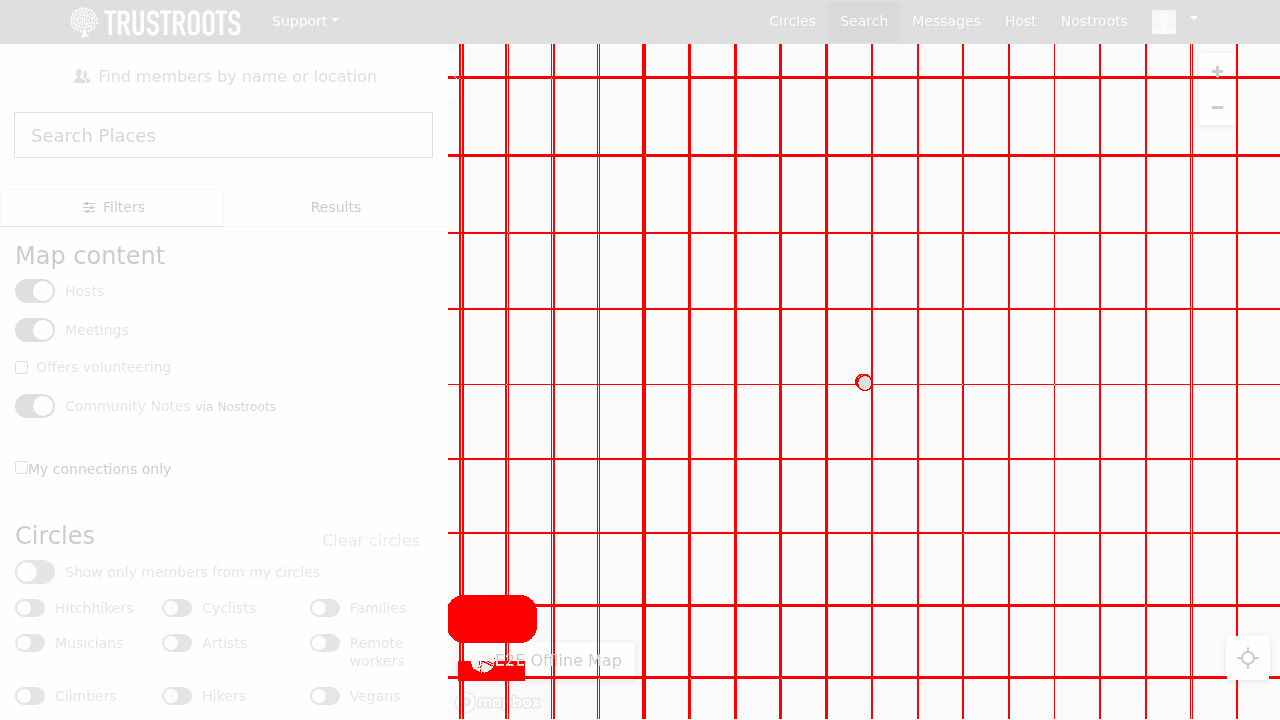 TRUSTROOTS
Support
Circles
Search
Messages
Host
Nostroots
Find members by name or location
Search Places
Filters
Results
Map content
Hosts
Meetings
Offers volunteering
Community Notes via Nostroots
My connections only
Circles
Clear circles
Show only members from my circles
Hitchhikers
Cyclists
Families
Musicians
Artists
Remote
workers
Climbers
Hikers
Vegans
E2E Offline Map
mapbox